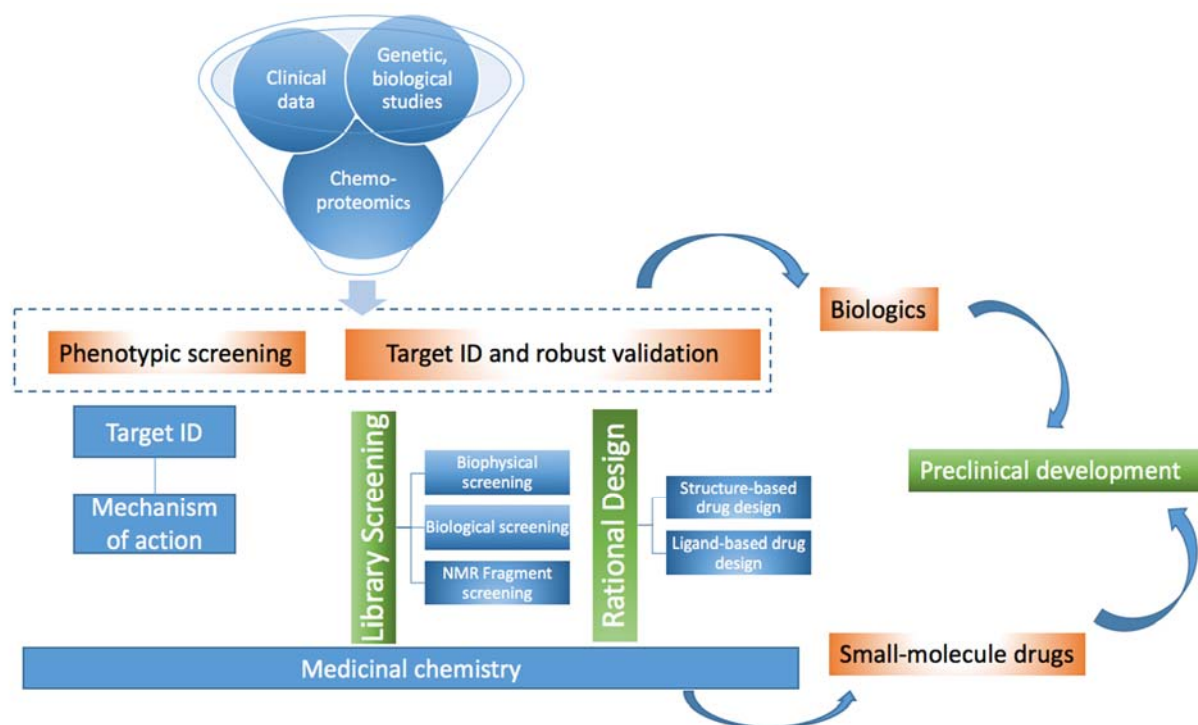 Clinical
data
Genetic,
biological
studies
Chemo-
proteomics
Phenotypic screening
Target ID and robust validation
Biologics
Target ID
Mechanism
of action
Library Screening
Biophysical
screening
Biological screening
NMR Fragment
screening
Rational Design
Structure-based
drug design
Ligand-based drug
design
Preclinical development
Medicinal chemistry
Small-molecule drugs